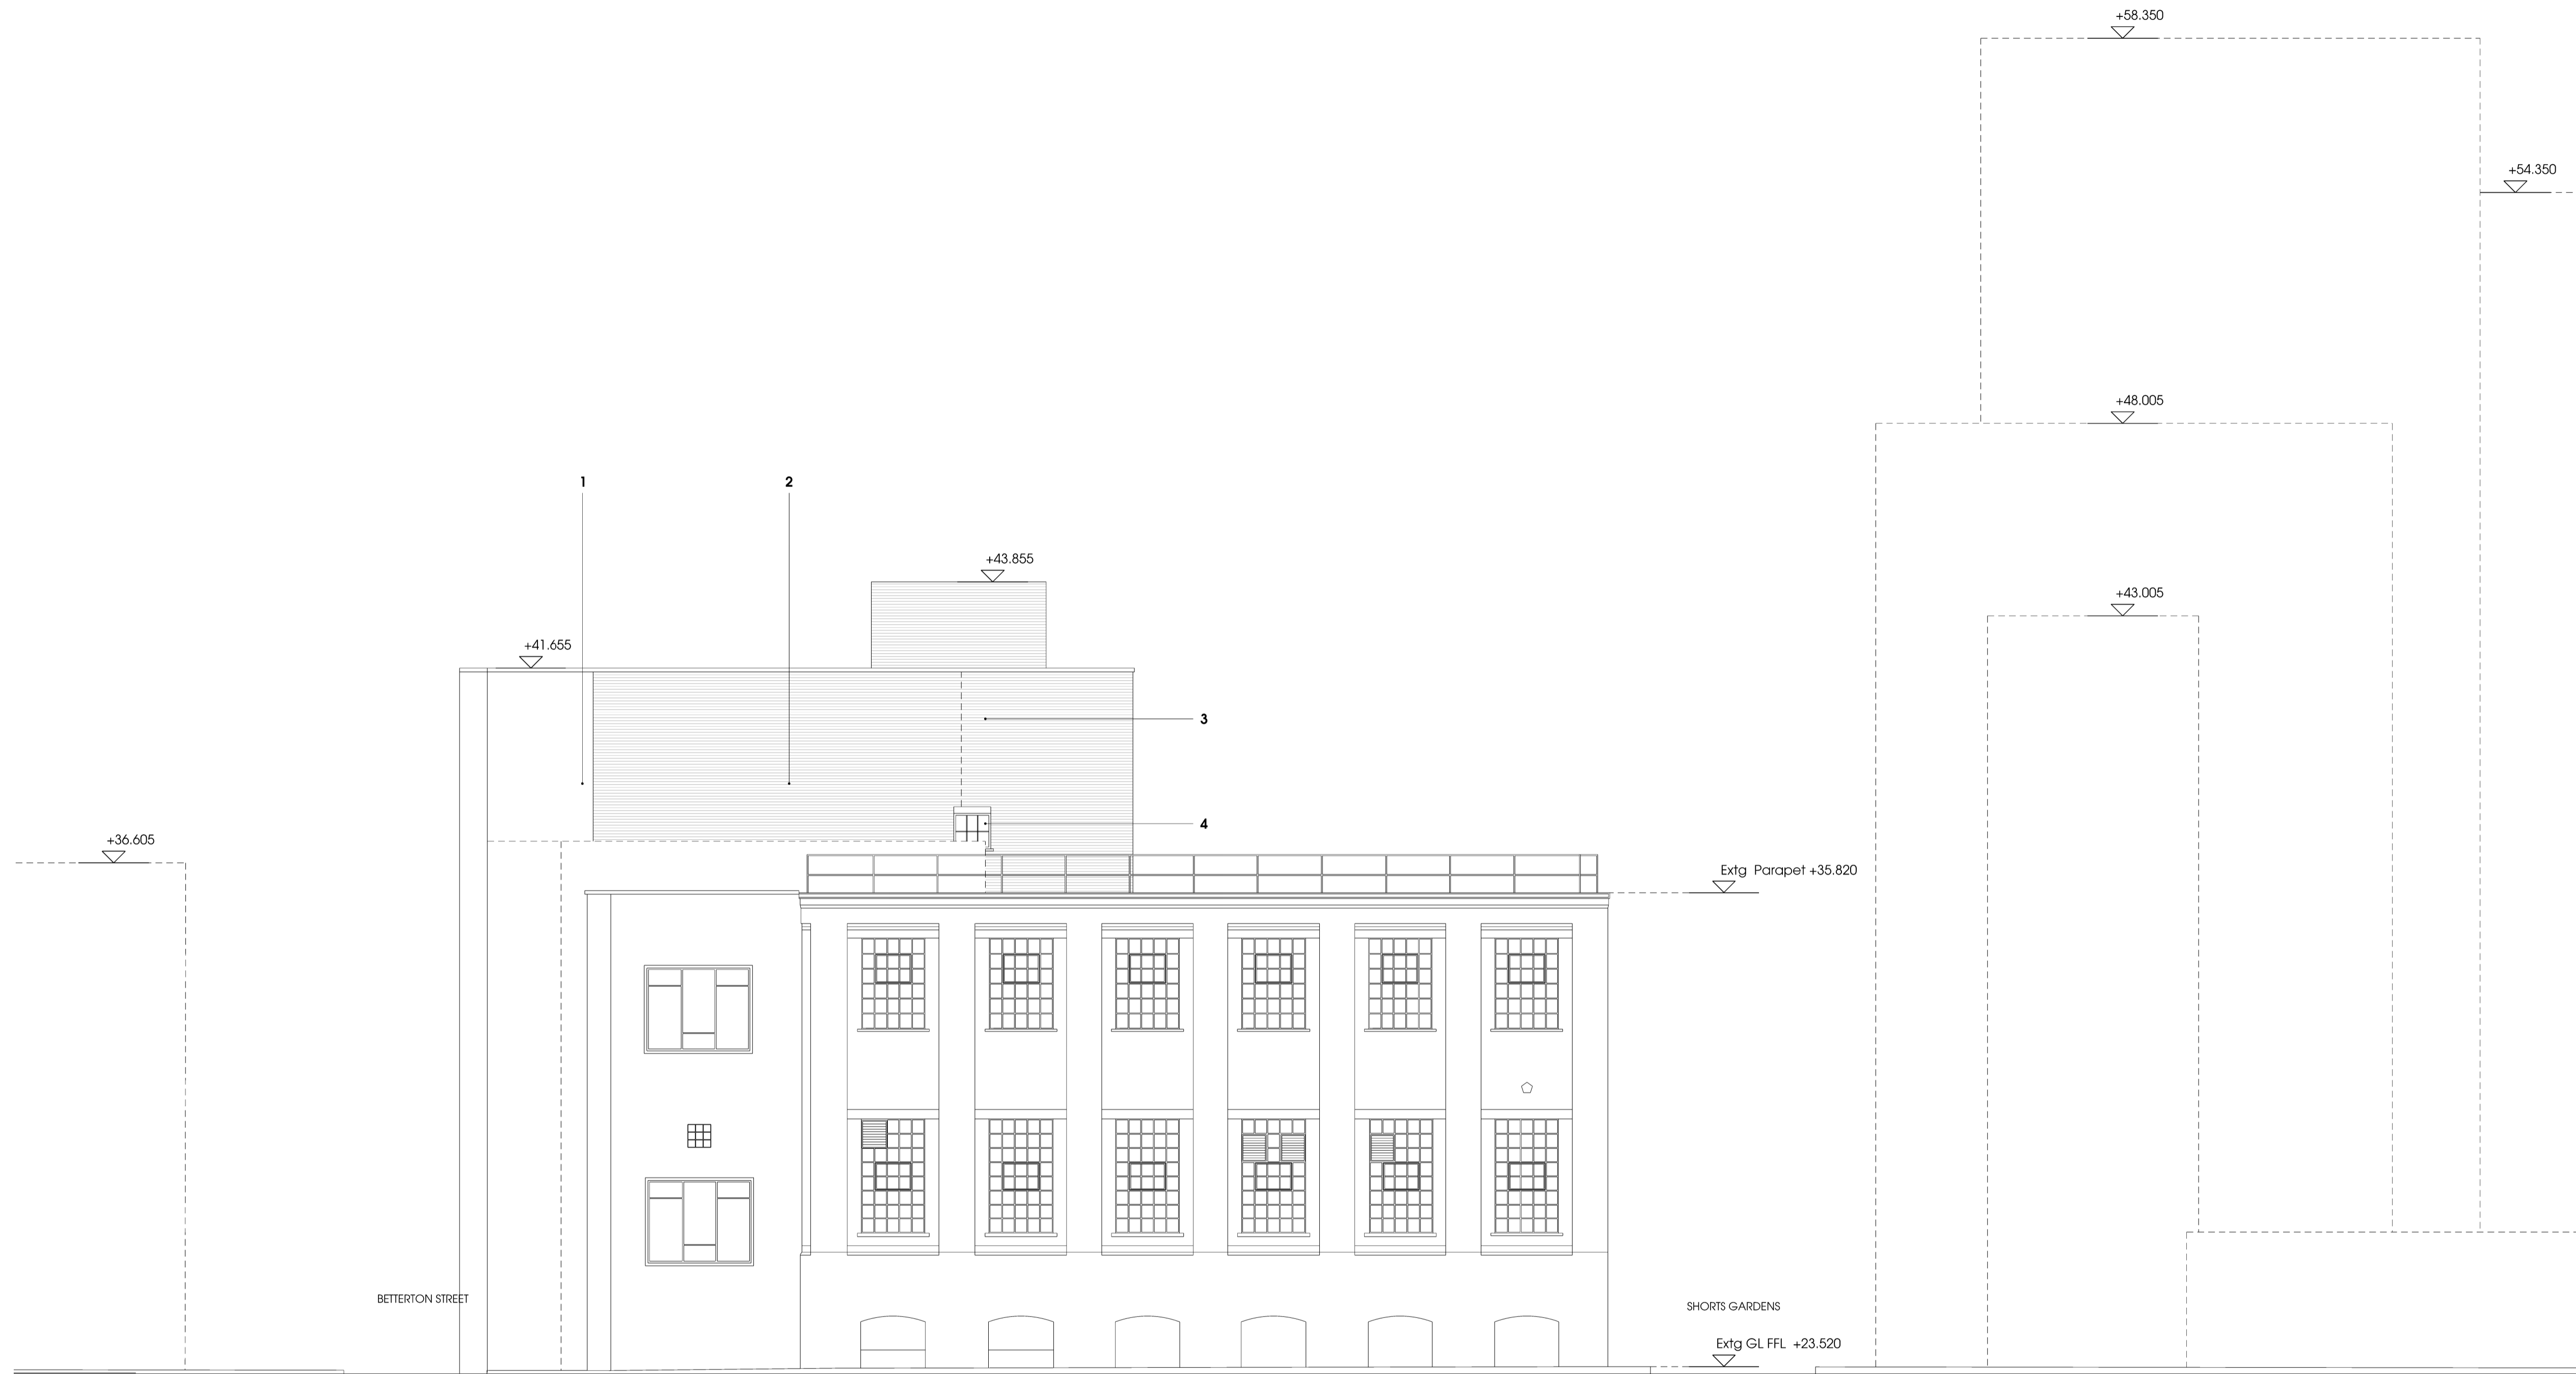 +58.350
+54.350
+48.005
1
2
+43.855
+43.005
+41.655
3
4
+36.605
Extg Parapet +35.820
BETTERTON STREET
SHORTS GARDENS
Extg GL FFL +23.520